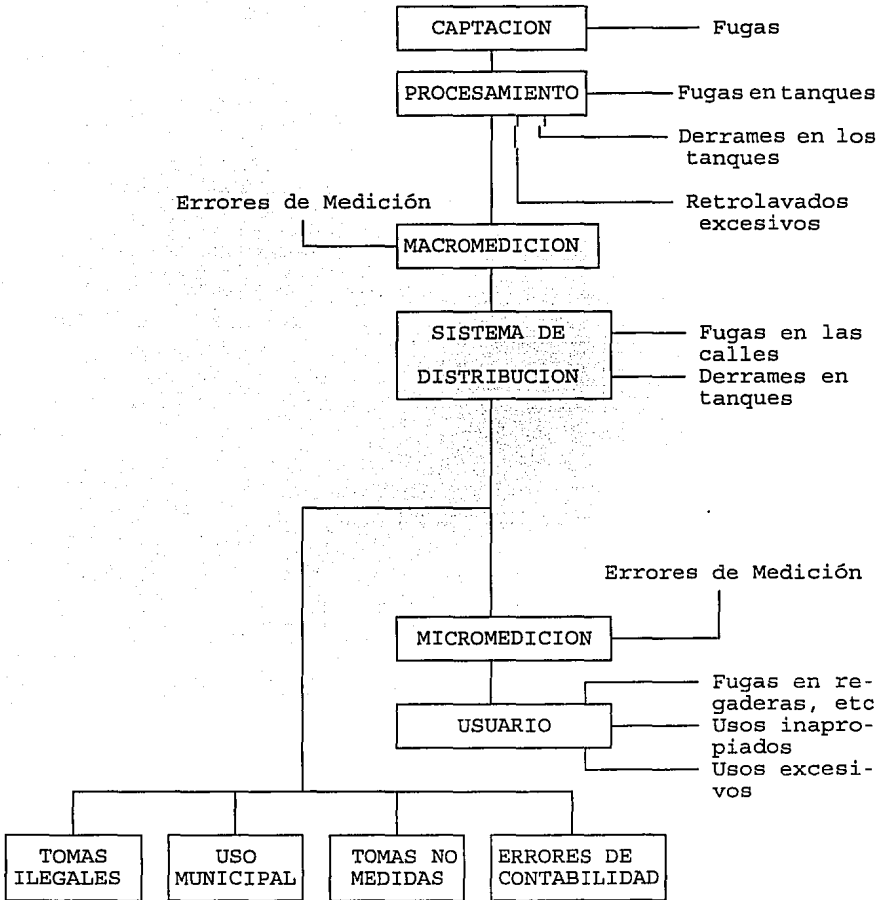 CAPTACION
Fugas
PROCESAMIENTO
Fugas en tanques
Derrames en los
tanques
Errores de Medición
Retrolavados
excesivos
MACROMEDICION
SISTEMA DE
DISTRIBUCION
Fugas en las
calles
Derrames en
tanques
Errores de Medición
MICROMEDICION
USUARIO
Fugas en re-
gaderas, etc
Usos inapro-
piados
Usos excesi-
vos
TOMAS
ILEGALES
USO
MUNICIPAL
TOMAS NO
MEDIDAS
ERRORES DE
CONTABILIDAD